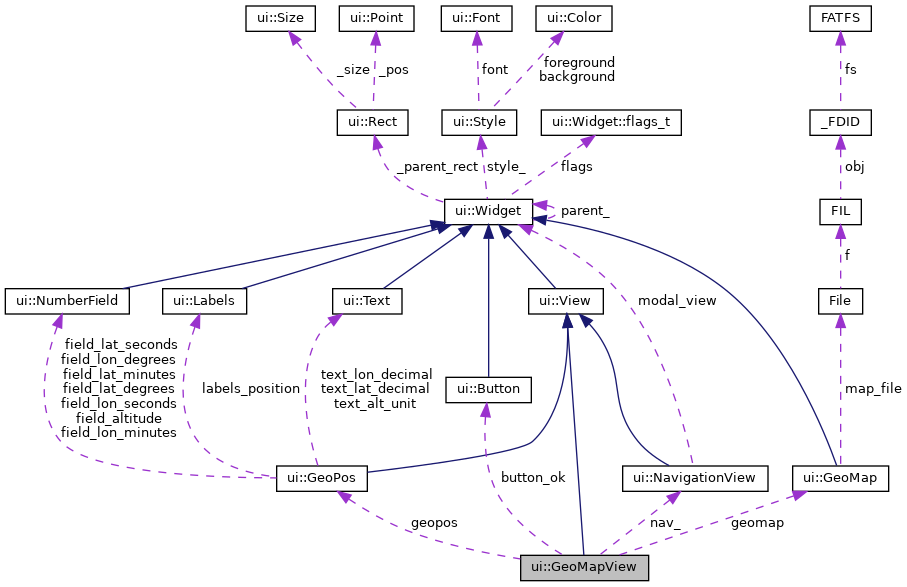 ui::Size
ui::Point
ui::Font
ui::Color
FATFS
_size
_pos
font
foreground
background
fs
ui::Rect
ui::Style
ui::Widget::flags_t
_FDID
_parent_rect
style_
flags
obj
ui::Widget
parent_
FIL
f
modal_view
ui::NumberField
ui::Labels
ui::Text
ui::View
File
field_lat_seconds
field_lon_degrees
field_lat_minutes
field_lat_degrees
field_lon_seconds
field_altitude
field_lon_minutes
labels_position
text_lon_decimal
text_lat_decimal
text_alt_unit
ui::Button
map_file
ui::GeoPos
button_ok
ui::NavigationView
ui::GeoMap
geopos
nav_
geomap
ui::GeoMapView